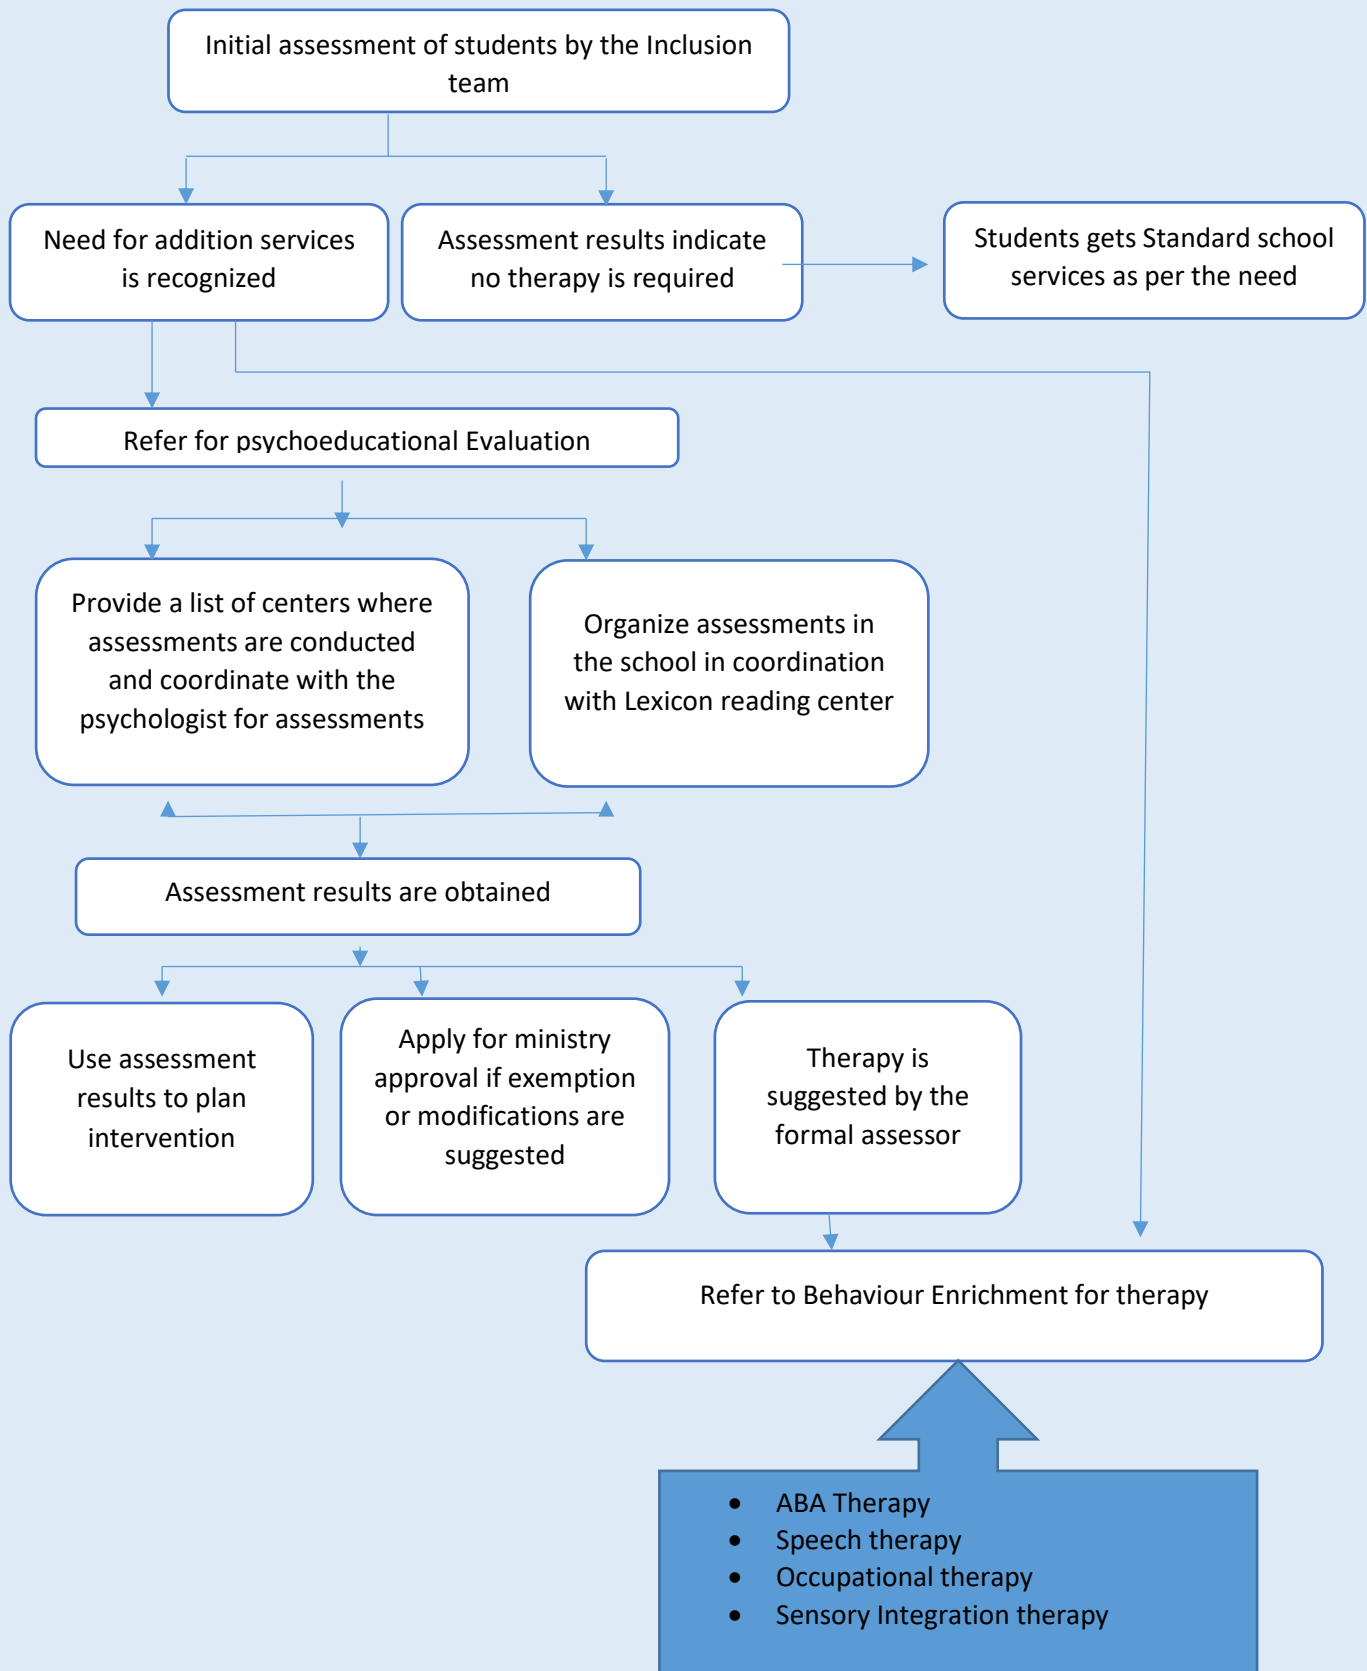 Initial assessment of students by the Inclusion
team
Need for addition services
is recognized
Assessment results indicate
no therapy is required
Students gets Standard school
services as per the need
Refer for psychoeducational Evaluation
Provide a list of centers where
assessments are conducted
and coordinate with the
psychologist for assessments
Organize assessments in
the school in coordination
with Lexicon reading center
Assessment results are obtained
Use assessment
results to plan
intervention
Apply for ministry
approval if exemption
or modifications are
suggested
Therapy is
suggested by the
formal assessor
Refer to Behaviour Enrichment for therapy
• ABA Therapy
• Speech therapy
• Occupational therapy
• Sensory Integration therapy